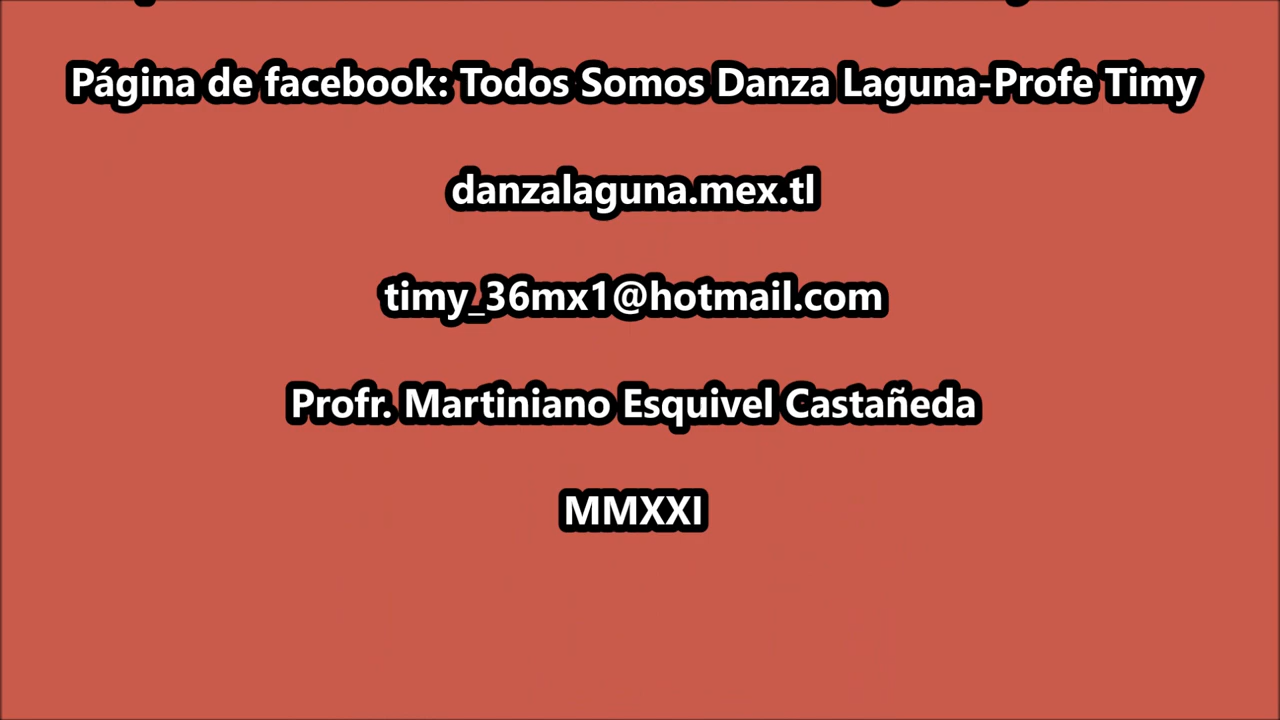 Página de facebook: Todos Somos Danza Laguna-Profe Timy
danzalaguna.mex.tl
timy_36mx1@hotmail.com
Profr. Martiniano Esquivel Castañeda
MMXXI